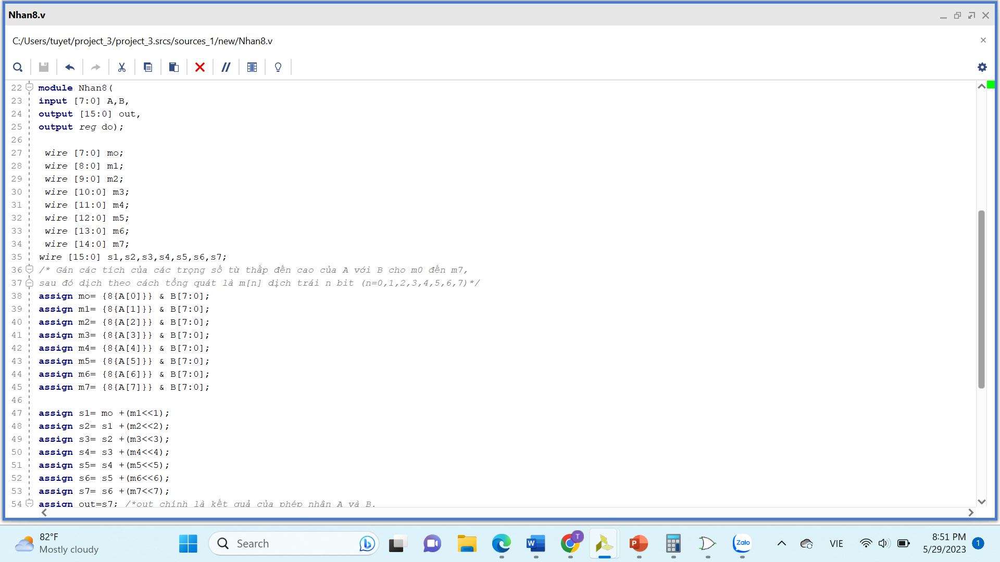 Nhan8.v
C:/Users/tuyet/project_3/project_3.srcs/sources_1/new/Nhan8.v
22 module Nhan8(
23 input [7:0] A,B,
24 output [15:0] out,
25 output reg do);
26
27 wire [7:0] mo;
28 wire [8:0] m1;
29 wire [9:0] m2;
30 wire [10:0] m3;
31 wire [11:0] m4;
32 wire [12:0] m5;
33 wire [13:0] m6;
34 wire [14:0] m7;
35 wire [15:0] s1,s2,s3,s4,s5,s6,s7;
36 /* Gán các tích của các trọng số từ thấp đến cao của A với B cho m0 đến m7,
37 sau đó dịch theo cách tổng quát là m[n] dịch trái n bit (n=0,1,2,3,4,5,6,7)*/
38 assign mo= {8{A[0]}} & B[7:0];
39 assign m1= {8{A[1]}} & B[7:0];
40 assign m2= {8{A[2]}} & B[7:0];
41 assign m3= {8{A[3]}} & B[7:0];
42 assign m4= {8{A[4]}} & B[7:0];
43 assign m5= {8{A[5]}} & B[7:0];
44 assign m6= {8{A[6]}} & B[7:0];
45 assign m7= {8{A[7]}} & B[7:0];
46
47 assign s1= mo +(m1<<1);
48 assign s2= s1 +(m2<<2);
49 assign s3= s2 +(m3<<3);
50 assign s4= s3 +(m4<<4);
51 assign s5= s4 +(m5<<5);
52 assign s6= s5 +(m6<<6);
53 assign s7= s6 +(m7<<7);
54 assign out=s7; /*out chính là kết quả của phép nhân A và B.
82°F
Mostly cloudy
Search
W
T
P
Zalo
VIE
8:51 PM
5/29/2023
1